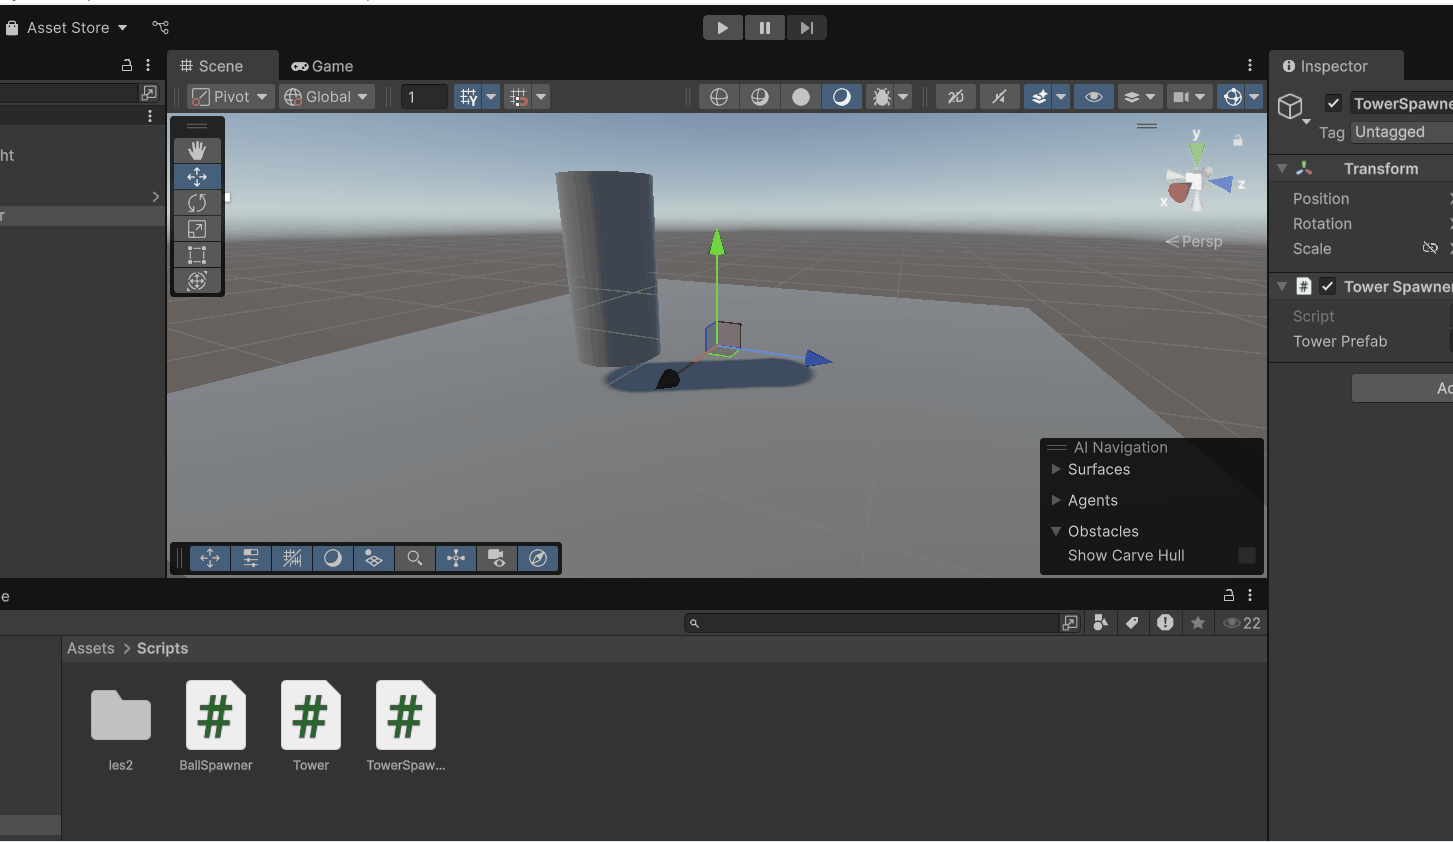 Asset Store
Scene
Game
Inspector
Pivot
Global
1
2D
TowerSpawne
Tag
Untagged
ht
y
z
x
Persp
Transform
Position
Rotation
Scale
r
# Tower Spawner
Script
Tower Prefab
Ac
AI Navigation
Surfaces
Agents
Obstacles
Show Carve Hull
e
22
Assets > Scripts
les2
BallSpawner
Tower
TowerSpaw...